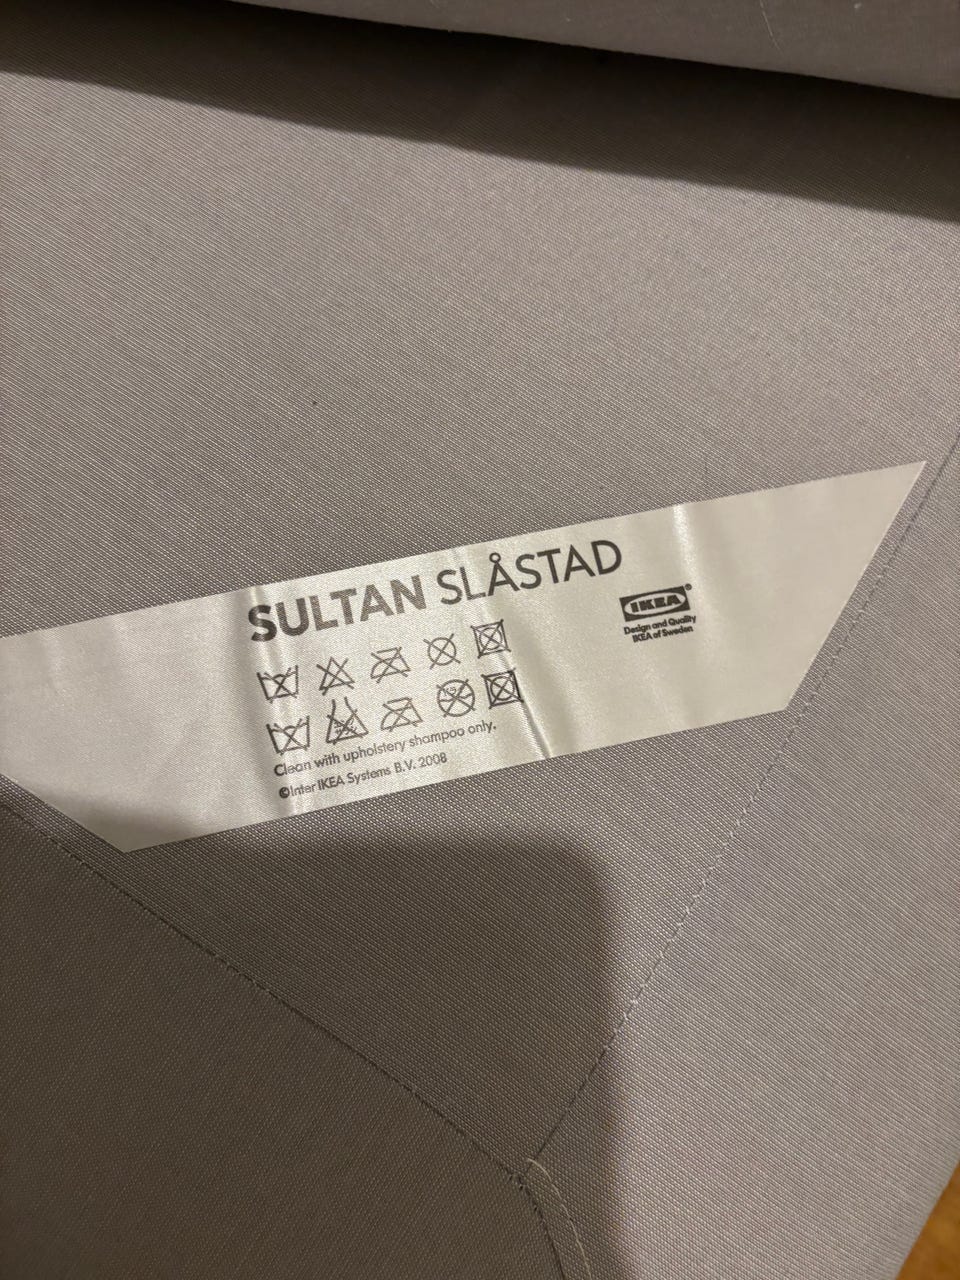 SULTAN SLÅSTAD
IKEA®
Design and Quality
IKEA of Sweden
Clean with upholstery shampoo only.
©Inter IKEA Systems B.V. 2008